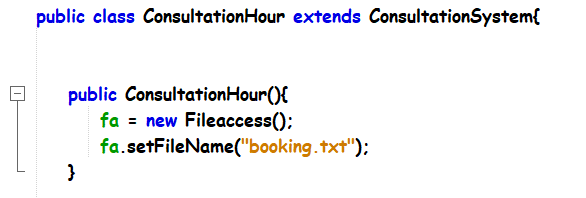 public class ConsultationHour extends ConsultationSystem{
public ConsultationHour(){
fa = new Fileaccess();
fa.setFileName("booking.txt");
}